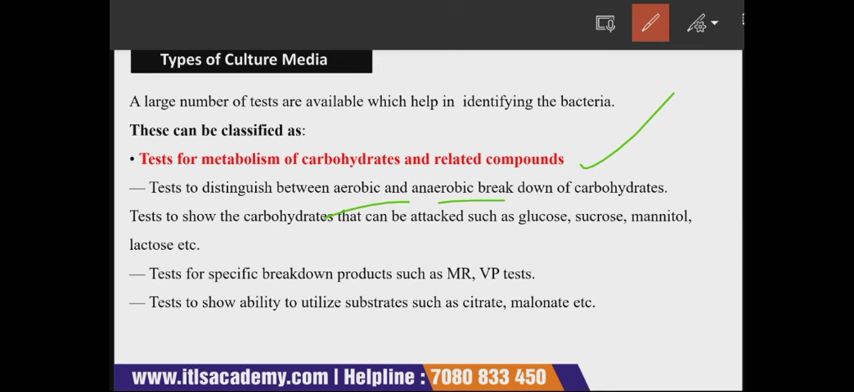 Types of Culture Media
A large number of tests are available which help in identifying the bacteria.
These can be classified as:
• Tests for metabolism of carbohydrates and related compounds
— Tests to distinguish between aerobic and anaerobic break down of carbohydrates.
Tests to show the carbohydrates that can be attacked such as glucose, sucrose, mannitol,
lactose etc.
— Tests for specific breakdown products such as MR, VP tests.
— Tests to show ability to utilize substrates such as citrate, malonate etc.
www.itlsacademy.com | Helpline : 7080 833 450